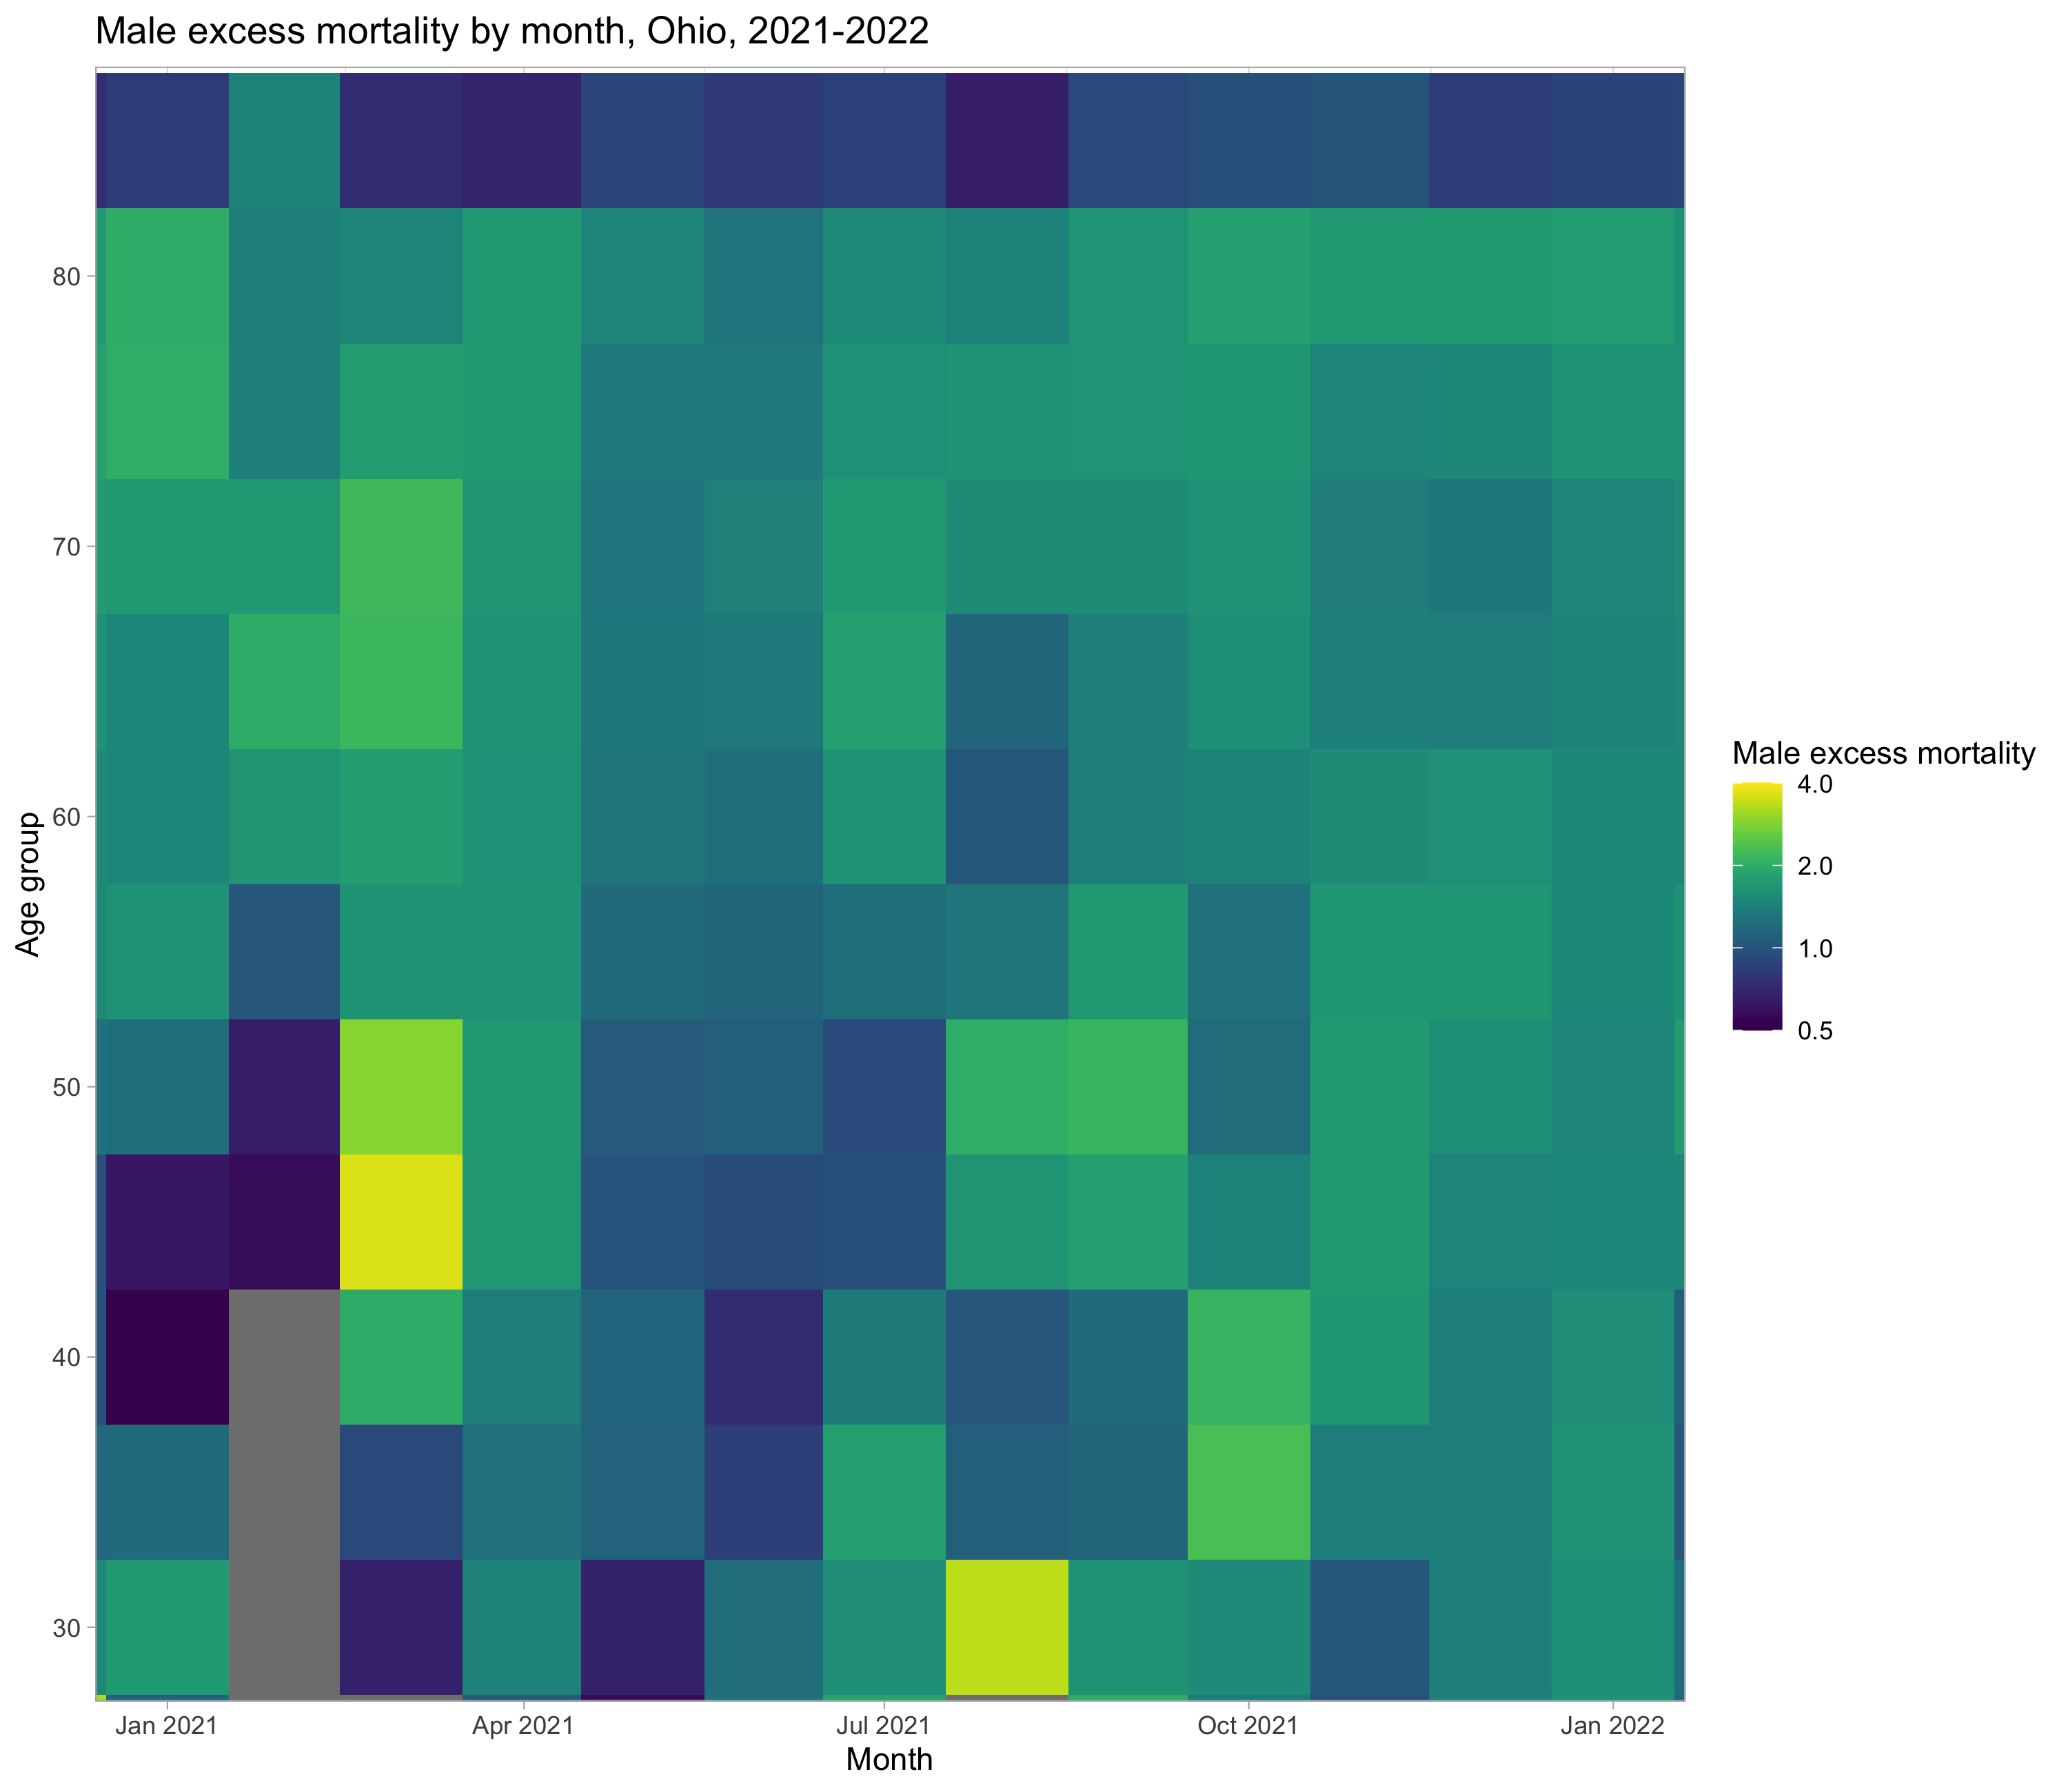 Male excess mortality by month, Ohio, 2021-2022
80
70
60
50
40
30
Age group
Jan 2021
Apr 2021
Jul 2021
Oct 2021
Jan 2022
Month
Male excess mortality
4.0
2.0
1.0
0.5